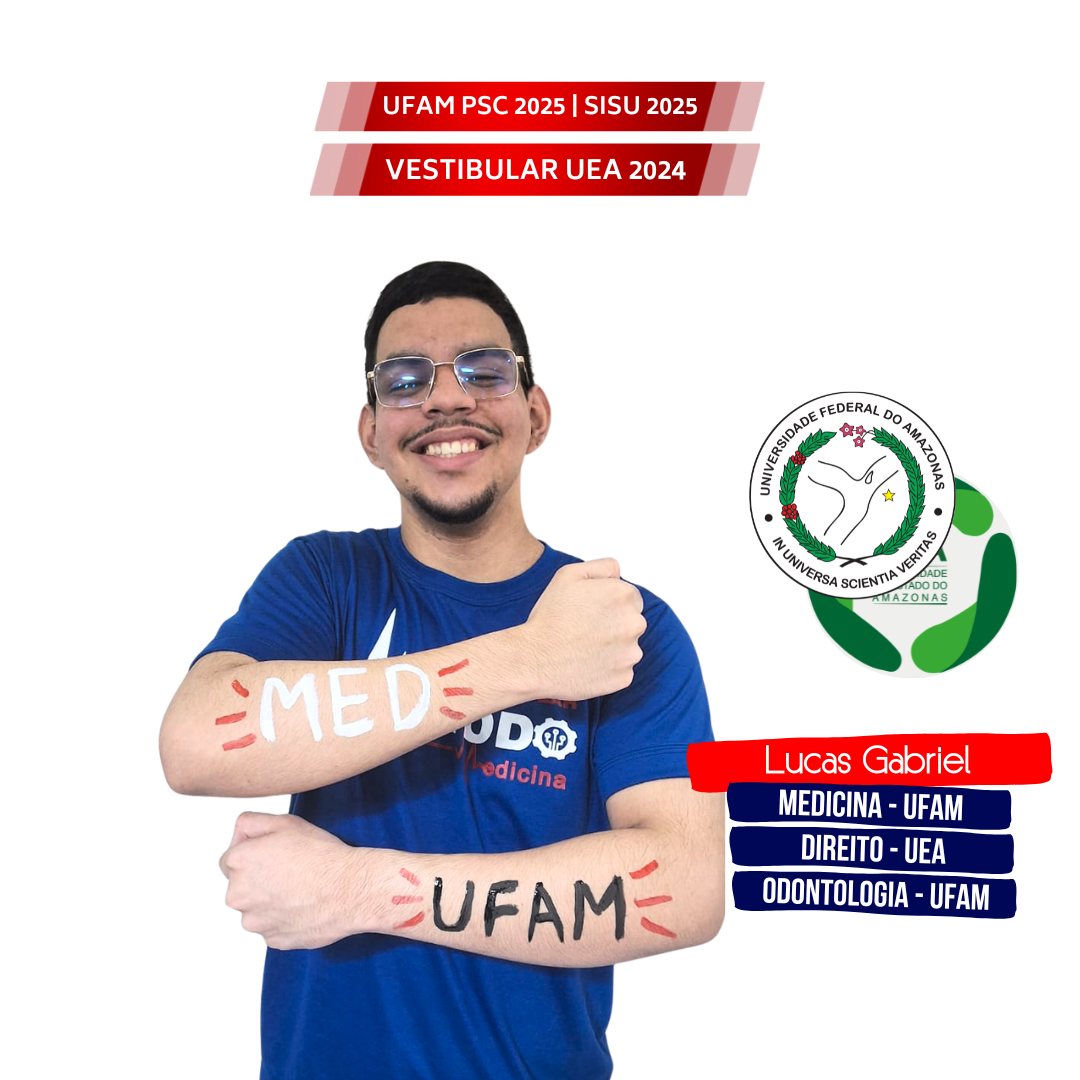 UFAM PSC 2025 | SISU 2025
VESTIBULAR UEA 2024
UNIVERSIDADE FEDERAL DO AMAZONAS
IN UNIVERSA SCIENTIA VERITAS
AMAZONAS
MED
edicina
UFAM
Lucas Gabriel
MEDICINA - UFAM
DIREITO - UEA
ODONTOLOGIA - UFAM